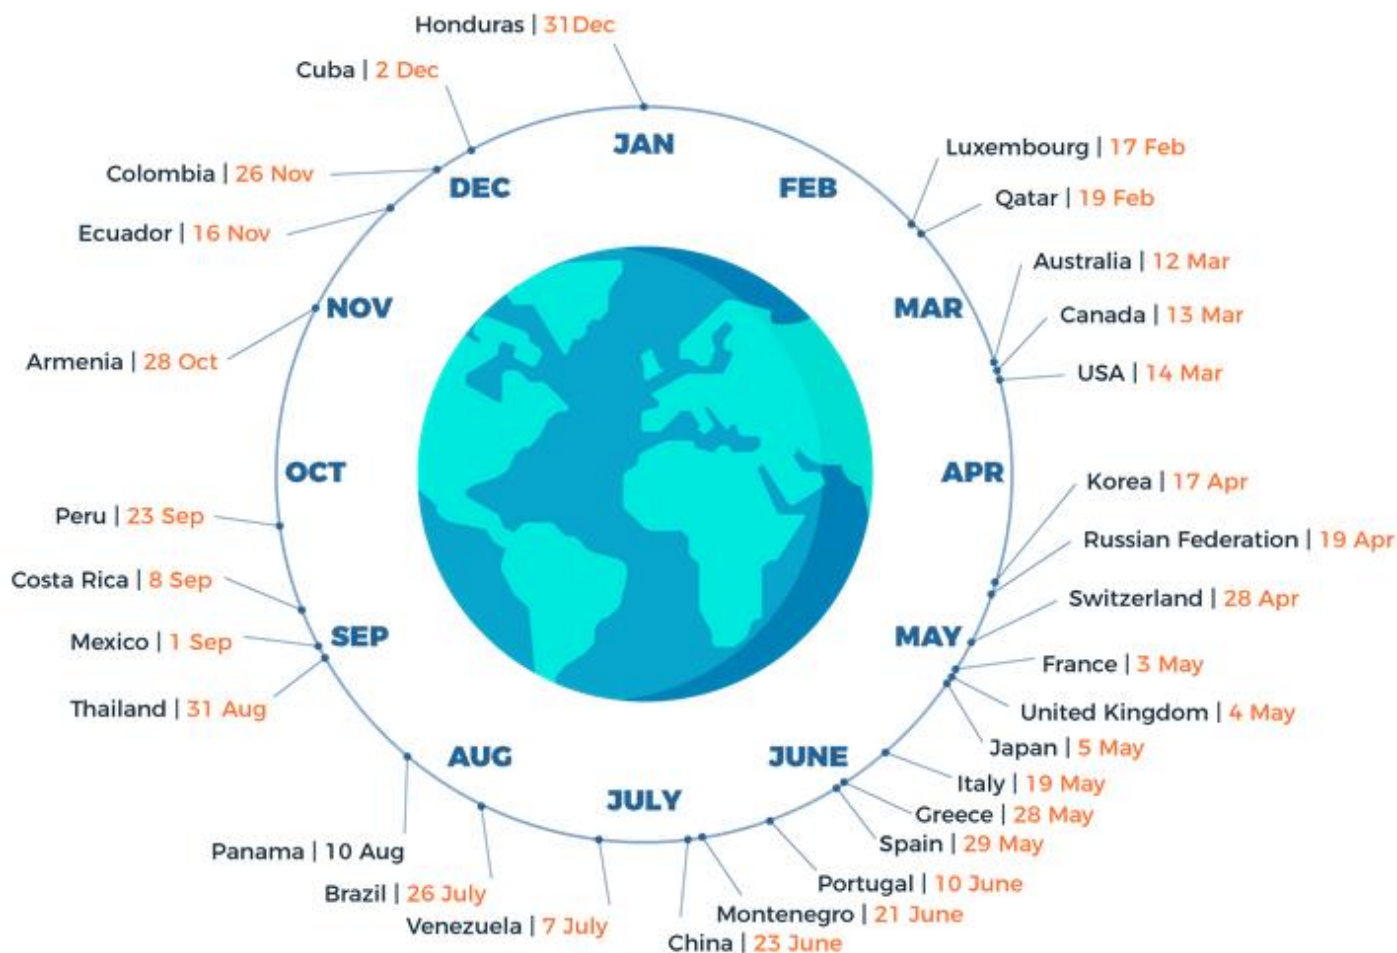 Honduras | 31Dec
Cuba | 2 Dec
JAN
Luxembourg | 17 Feb
Colombia | 26 Nov
DEC
FEB
Qatar | 19 Feb
Ecuador | 16 Nov
Australia | 12 Mar
NOV
MAR
Canada | 13 Mar
Armenia | 28 Oct
USA | 14 Mar
OCT
APR
Korea | 17 Apr
Peru | 23 Sep
Russian Federation | 19 Apr
Costa Rica | 8 Sep
Switzerland | 28 Apr
Mexico | 1 Sep
SEP
MAY
France | 3 May
Thailand | 31 Aug
United Kingdom | 4 May
Japan | 5 May
AUG
JUNE
Italy | 19 May
JULY
Greece | 28 May
Spain | 29 May
Panama | 10 Aug
Portugal | 10 June
Brazil | 26 July
Montenegro | 21 June
Venezuela | 7 July
China | 23 June